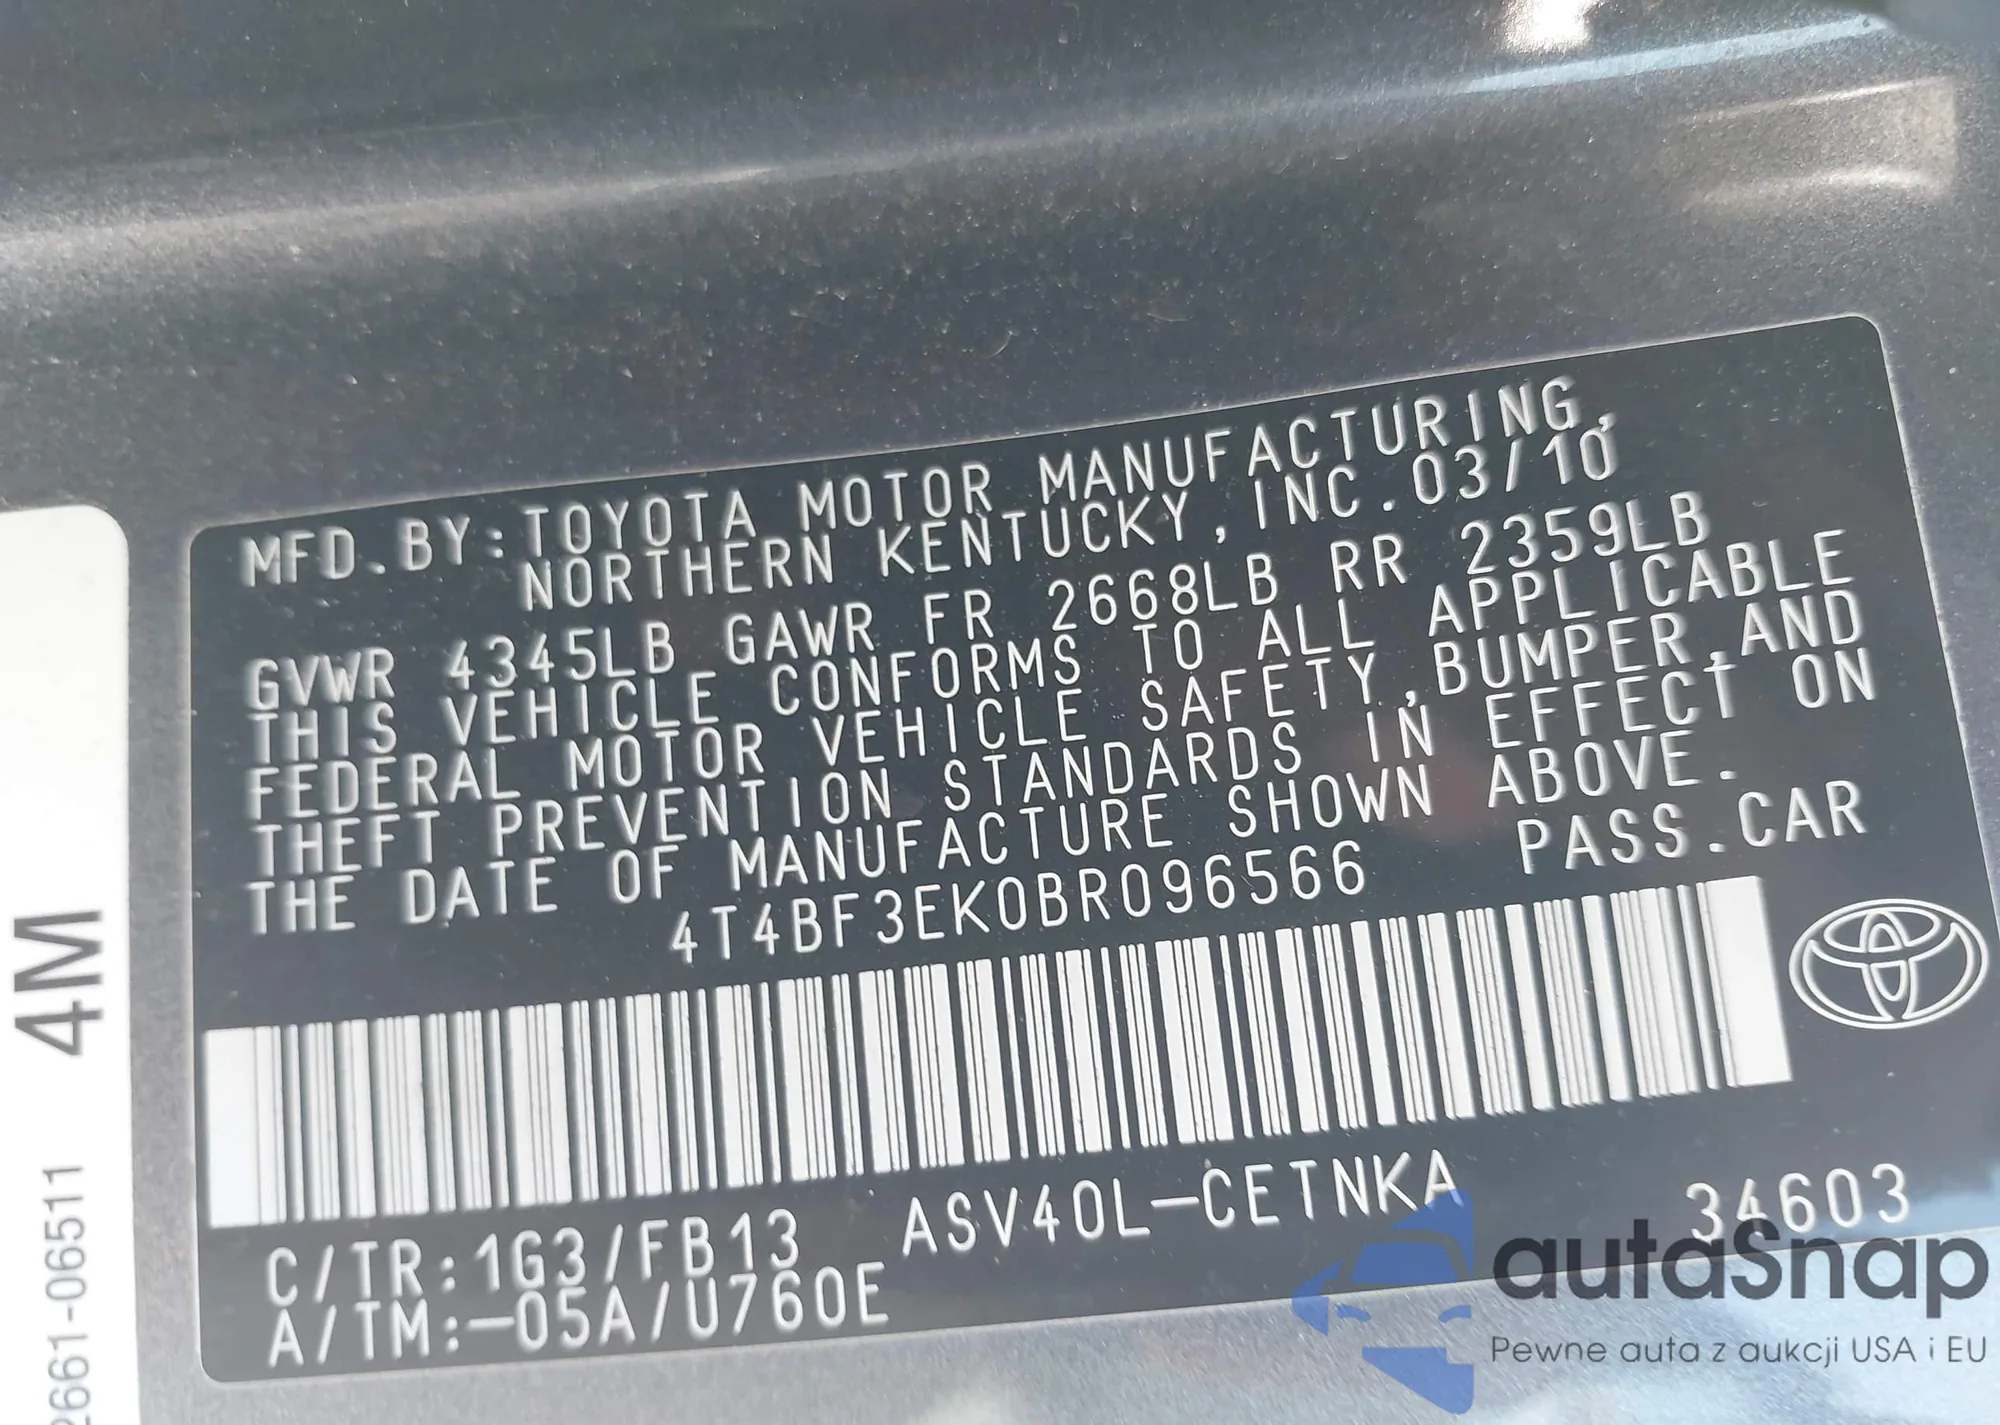 MFD.BY:TOYOTA MOTOR MANUFACTURING,
NORTHERN KENTUCKY,INC.03/10
GVWR 4345LB GAWR FR 2668LB RR 2359LB
THIS VEHICLE CONFORMS TO ALL APPLICABLE
FEDERAL MOTOR VEHICLE SAFETY,BUMPER,AND
THEFT PREVENTION STANDARDS IN EFFECT ON
THE DATE OF MANUFACTURE SHOWN ABOVE.
4T4BF3EK0BR096566 PASS.CAR
C/TR:1G3/FB13 ASV40L-CETNKA 34603
A/TM:-05A/U760E
4M
2661-06511
autoSnap
Pewne auta z aukcji USA i EU